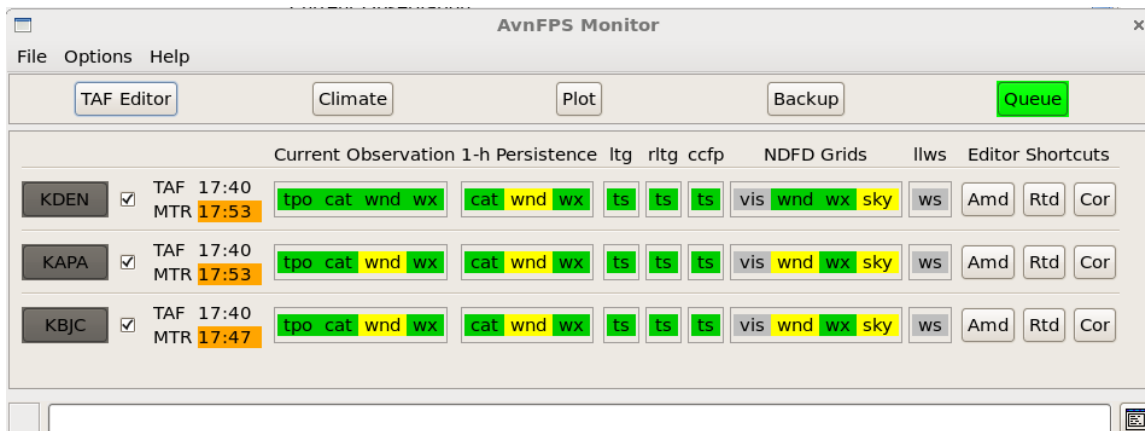 AvnFPS Monitor
File Options Help
TAF Editor Climate Plot Backup Queue
Current Observation 1-h Persistence ltg rltg ccfp NDFD Grids llws Editor Shortcuts
KDEN TAF 17:40 tpo cat wnd wx cat wnd wx ts ts ts vis wnd wx sky ws Amd Rtd Cor
MTR 17:53
KAPA TAF 17:40 tpo cat wnd wx cat wnd wx ts ts ts vis wnd wx sky ws Amd Rtd Cor
MTR 17:53
KBJC TAF 17:40 tpo cat wnd wx cat wnd wx ts ts ts vis wnd wx sky ws Amd Rtd Cor
MTR 17:47